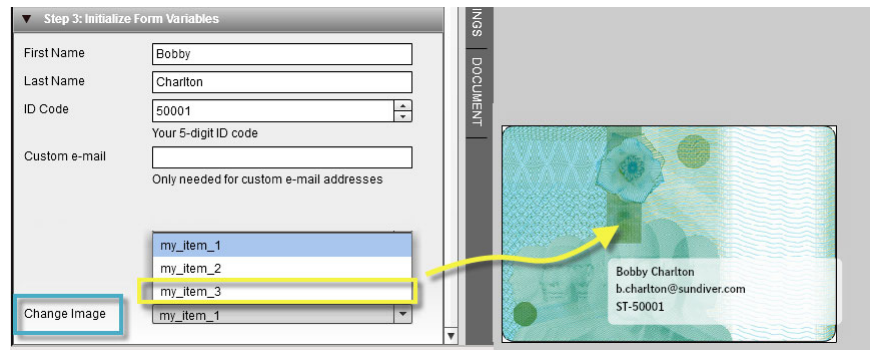 ▼ Step 3: Initialize Form Variables
First Name
Bobby
Last Name
Charlton
ID Code
50001
Your 5-digit ID code
Custom e-mail
Only needed for custom e-mail addresses
my_item_1
my_item_2
my_item_3
Change Image
my_item_1
NGS
DOCUMENT
Bobby Charlton
b.charlton@sundiver.com
ST-50001